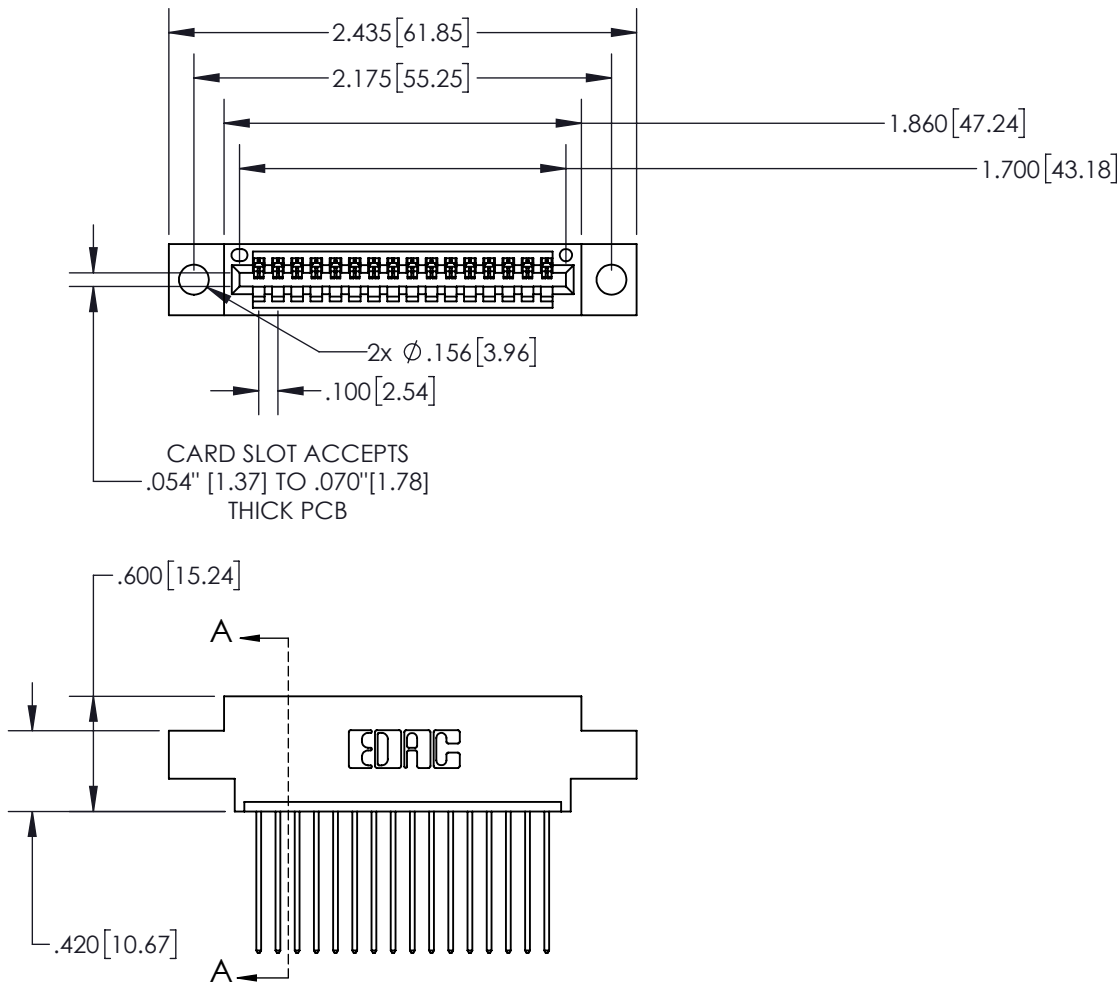 2.435[61.85]
2.175[55.25]
1.860[47.24]
1.700[43.18]
2x Ø.156[3.96]
.100[2.54]
CARD SLOT ACCEPTS
.054" [1.37] TO .070"[1.78]
THICK PCB
.600[15.24]
A
EDAC
.420[10.67]
A